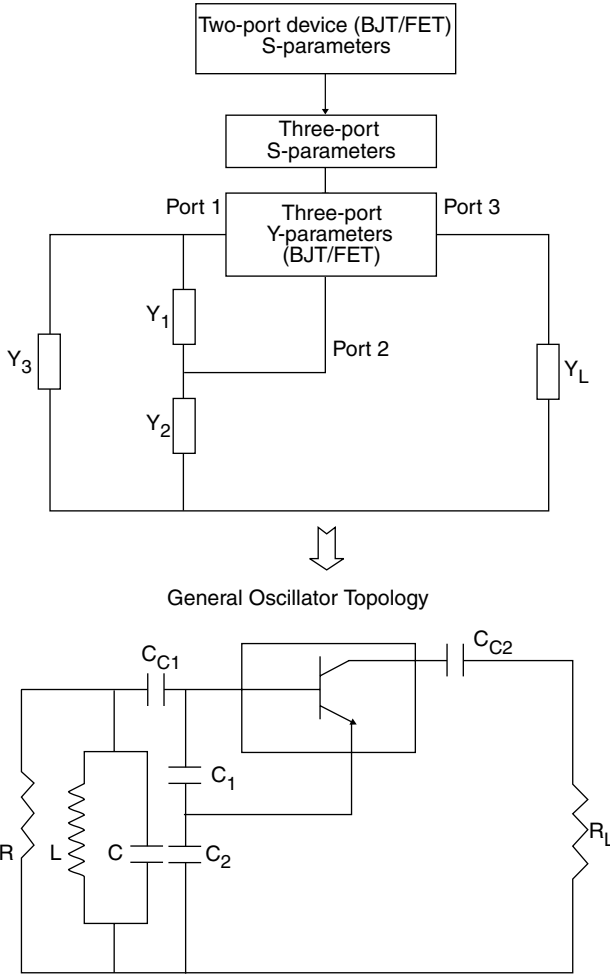 Two-port device (BJT/FET)
S-parameters
Three-port
S-parameters
Port 1
Three-port
Y-parameters
(BJT/FET)
Port 3
Y1
Port 2
Y3
YL
Y2
General Oscillator Topology
CC1
CC2
C1
R
L
C
C2
RL